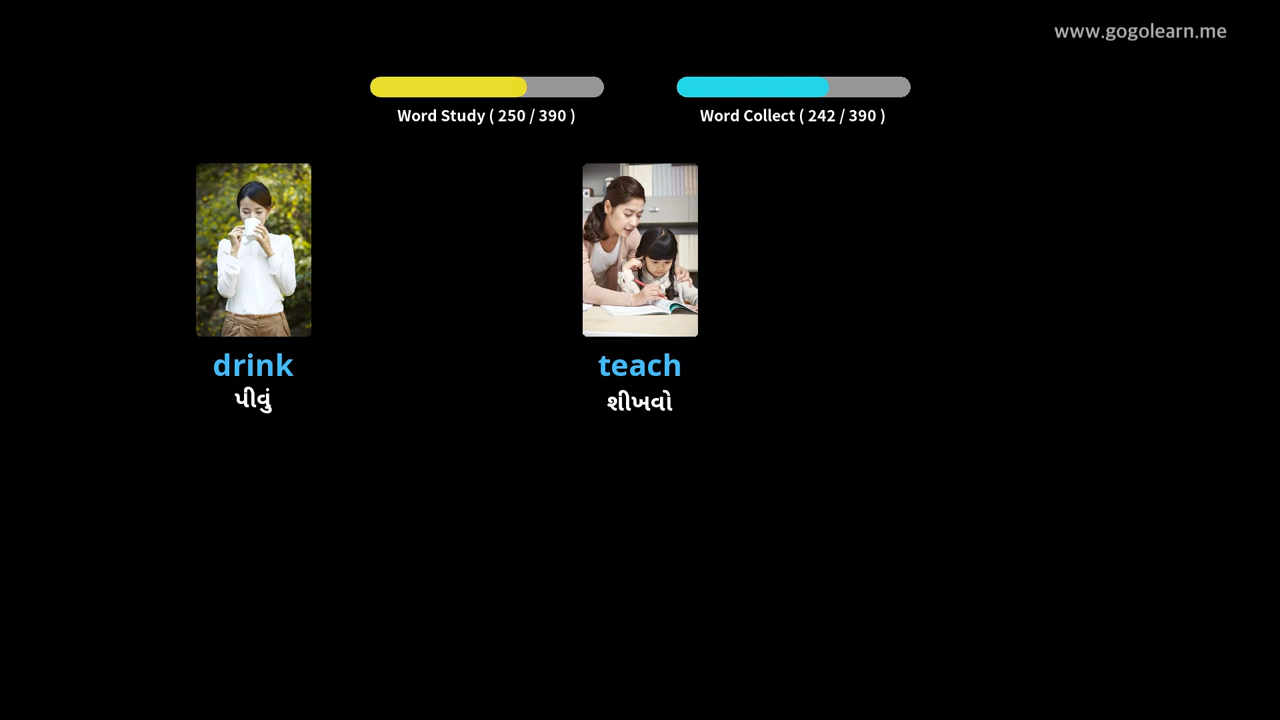 www.gogolearn.me
Word Study ( 250 / 390 )
Word Collect ( 242 / 390 )
drink
પીવું
teach
શીખવો